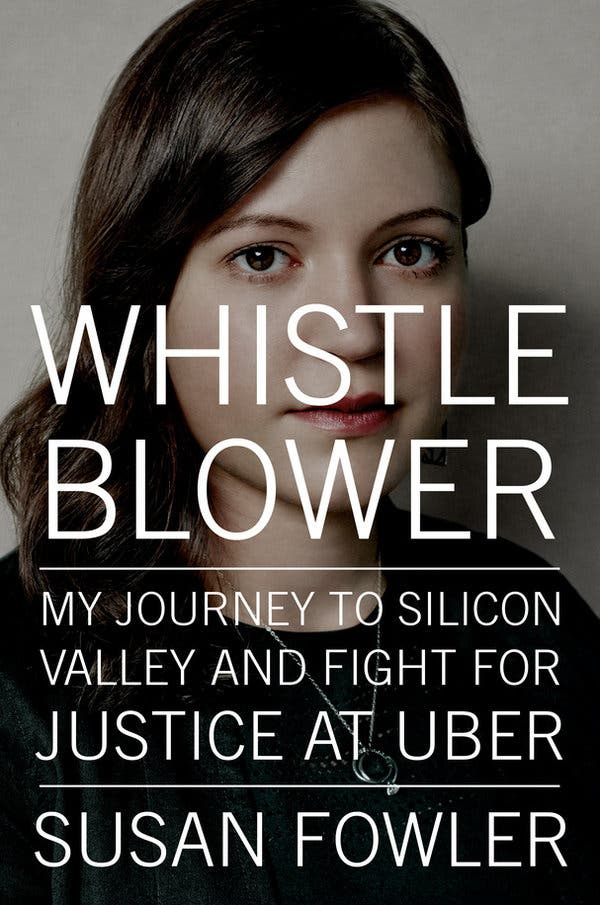 WHISTLE
BLOWER
MY JOURNEY TO SILICON
VALLEY AND FIGHT FOR
JUSTICE AT UBER
SUSAN FOWLER